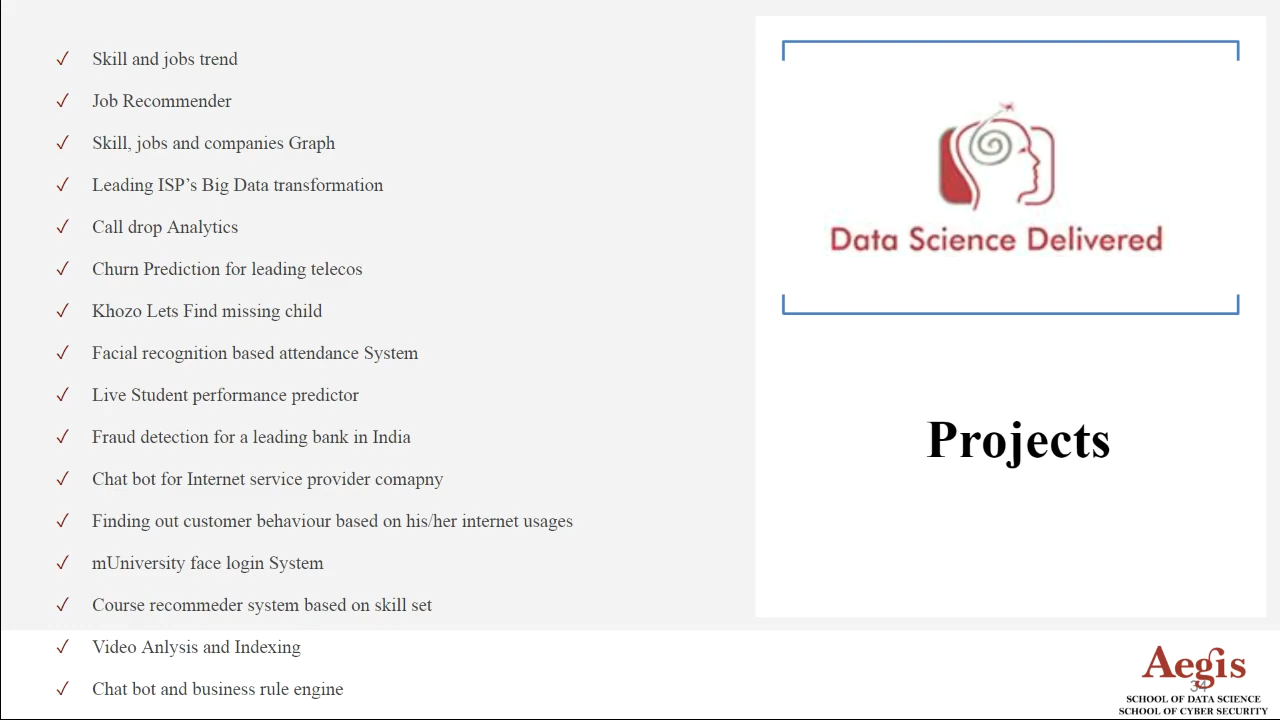 ✓ Skill and jobs trend
✓ Job Recommender
✓ Skill, jobs and companies Graph
✓ Leading ISP’s Big Data transformation
✓ Call drop Analytics
✓ Churn Prediction for leading telecos
✓ Khozo Lets Find missing child
✓ Facial recognition based attendance System
✓ Live Student performance predictor
✓ Fraud detection for a leading bank in India
✓ Chat bot for Internet service provider comapny
✓ Finding out customer behaviour based on his/her internet usages
✓ mUniversity face login System
✓ Course recommeder system based on skill set
✓ Video Anlysis and Indexing
✓ Chat bot and business rule engine
Data Science Delivered
Projects
Aegis
34
SCHOOL OF DATA SCIENCE
SCHOOL OF CYBER SECURITY